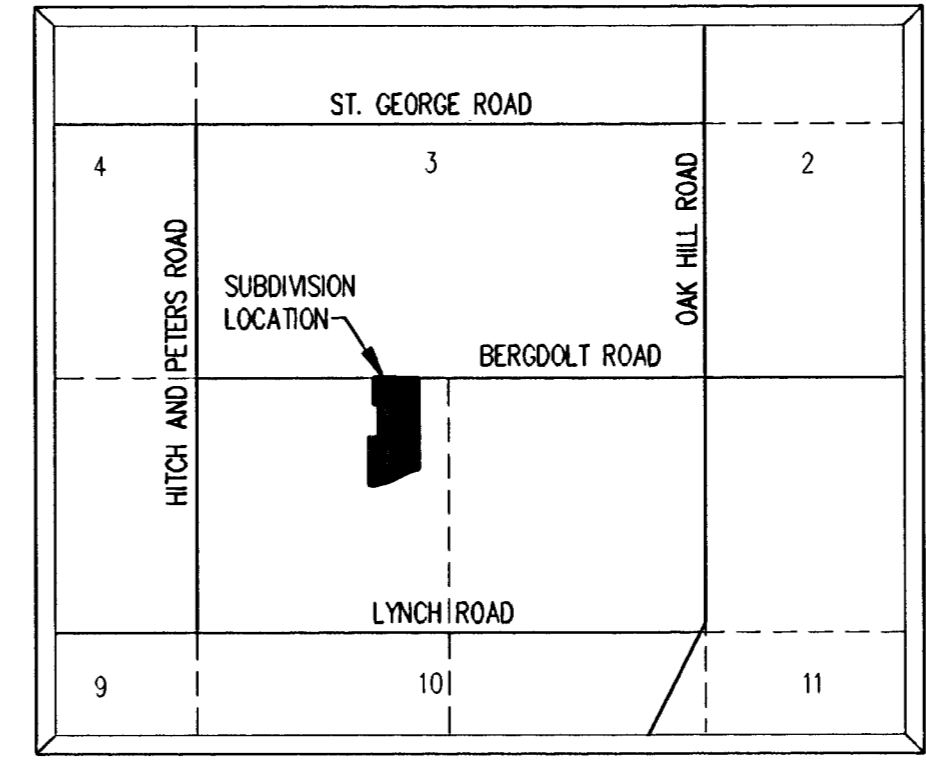 ST. GEORGE ROAD
4
3
2
HITCH AND PETERS ROAD
OAK HILL ROAD
SUBDIVISION
LOCATION
BERGDOLT ROAD
LYNCH ROAD
9
10
11